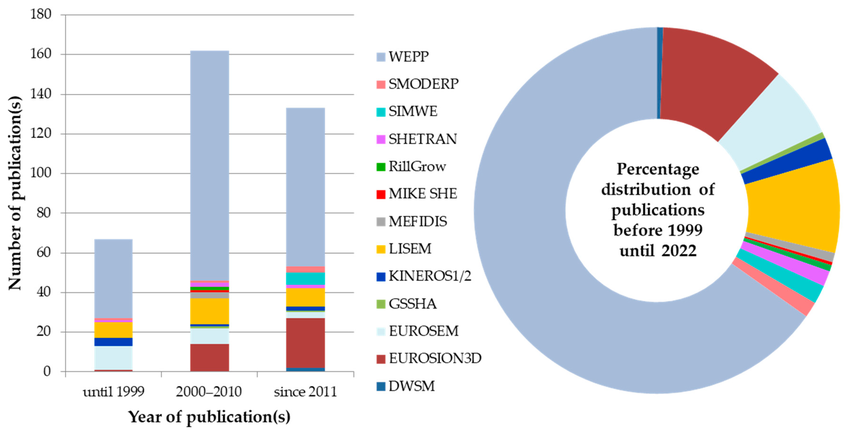 180
160
140
120
100
80
60
40
20
0
Number of publication(s)
until 1999
2000–2010
since 2011
Year of publication(s)
WEPP
SMODERP
SIMWE
SHETRAN
RillGrow
MIKE SHE
MEFIDIS
LISEM
KINEROS1/2
GSSHA
EUROSEM
EUROSION3D
DWSM
Percentage
distribution of
publications
before 1999
until 2022